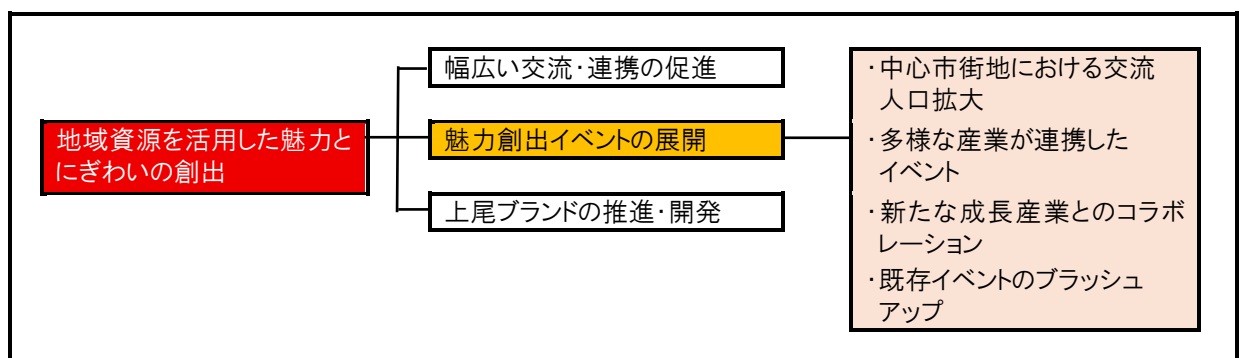 地域資源を活用した魅力と
にぎわいの創出
幅広い交流・連携の促進
魅力創出イベントの展開
上尾ブランドの推進・開発
・中心市街地における交流
人口拡大
・多様な産業が連携した
イベント
・新たな成長産業とのコラボ
レーション
・既存イベントのブラッシュ
アップ